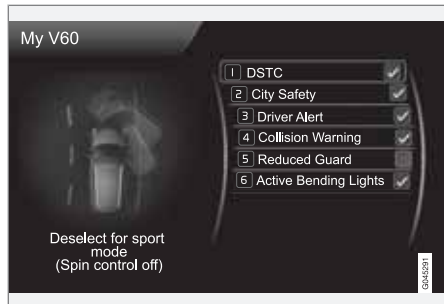 My V60
1 DSTC
2 City Safety
3 Driver Alert
4 Collision Warning
5 Reduced Guard
6 Active Bending Lights
Deselect for sport
mode
(Spin control off)
G045291